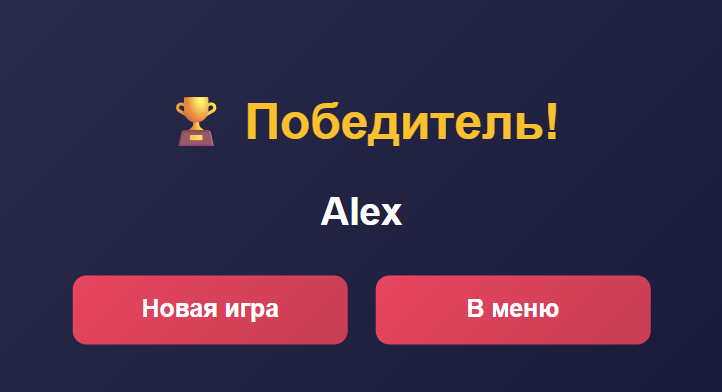 Победитель!
Alex
Новая игра
В меню